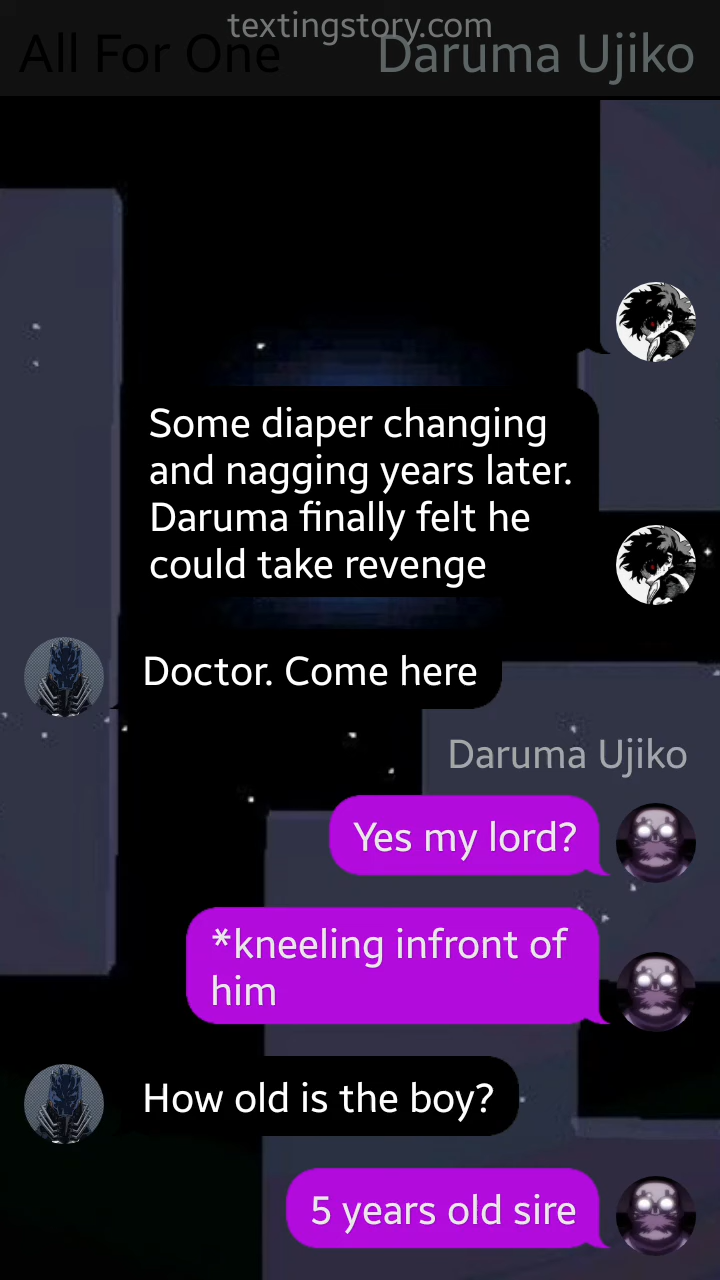 textingstory.com
All For One
Daruma Ujiko
Some diaper changing
and nagging years later.
Daruma finally felt he
could take revenge
Doctor. Come here
Daruma Ujiko
Yes my lord?
*kneeling infront of
him
How old is the boy?
5 years old sire